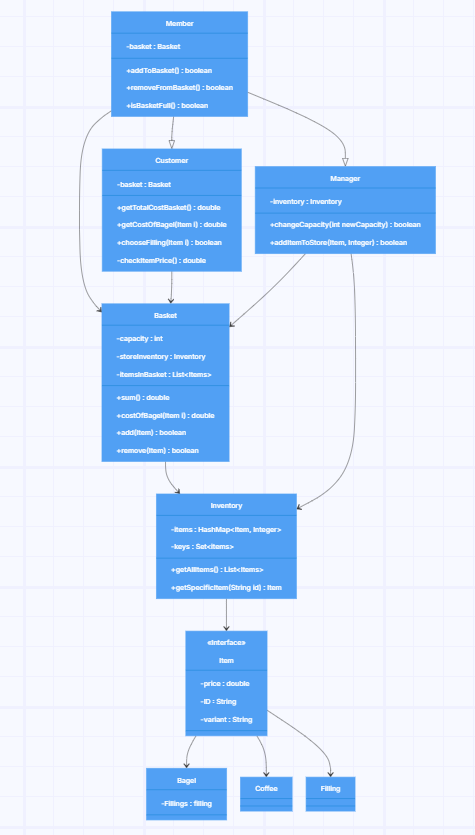 Member
-basket : Basket
+addToBasket() : boolean
+removeFromBasket() : boolean
+isBasketFull() : boolean
Customer
-basket : Basket
+getTotalCostBasket() : double
+getCostOfBagel(Item i) : double
+chooseFilling(Item i) : boolean
-checkItemPrice() : double
Manager
-Inventory : Inventory
+changeCapacity(int newCapacity) : boolean
+addItemToStore(Item, Integer) : boolean
Basket
-capacity : int
-storeInventory : Inventory
-itemsInBasket : List<Items>
+sum() : double
+costOfBagel(Item i) : double
+add(Item) : boolean
+remove(Item) : boolean
Inventory
-items : HashMap<Item, Integer>
-keys : Set<Items>
+getAllItems() : List<Items>
+getSpecificItem(String id) : Item
«Interface»
Item
-price : double
-ID : String
-variant : String
Bagel
-Fillings : filling
Coffee
Filling